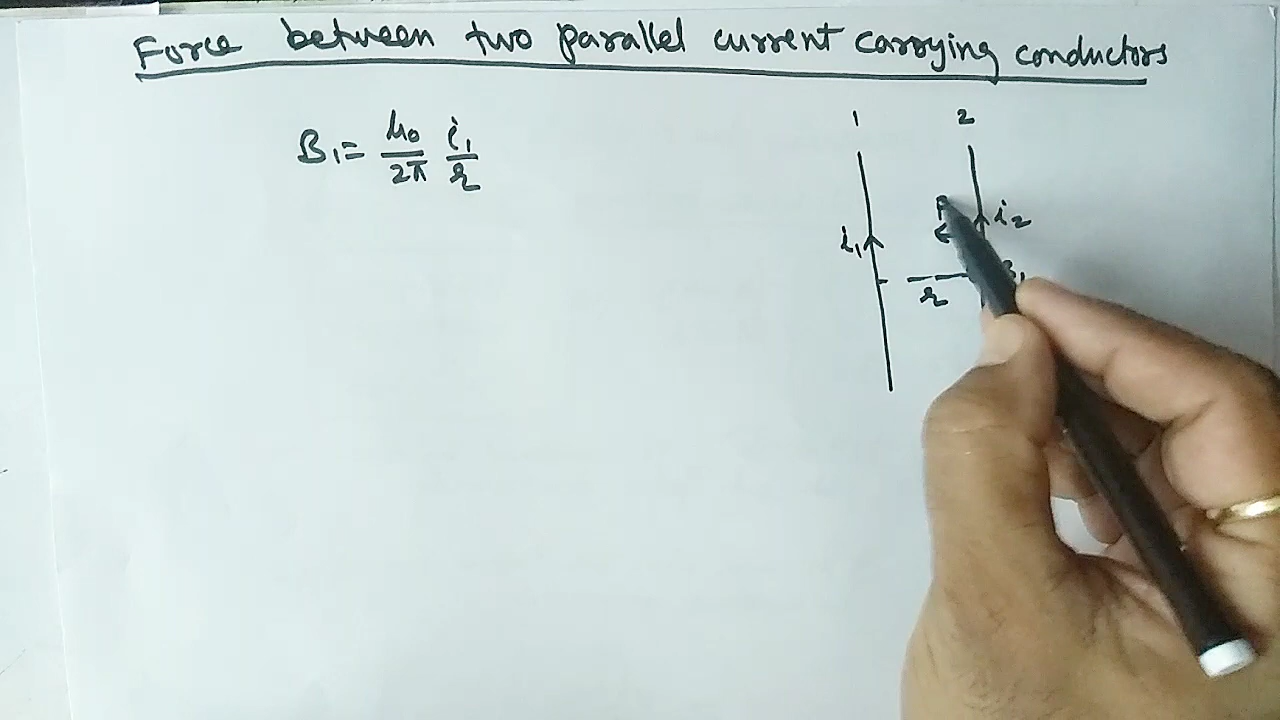 Force between two parallel current carrying conductors
B₁ = μ₀/2π i₁/r
1 2
F
i₁ i₂
r